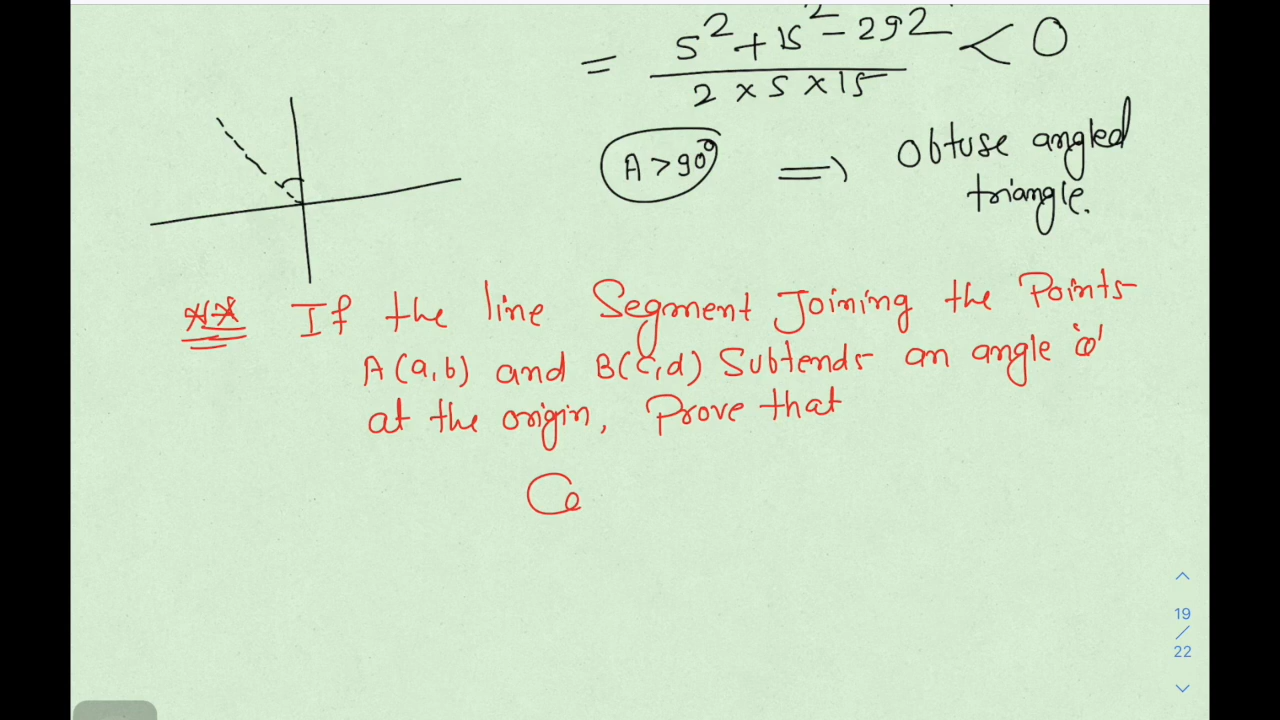 = 5² + 15² - 292 / 2 × 5 × 15 < 0
A > 90° ⟹ Obtuse angled
triangle.
** If the line Segment Joining the Points
A(a,b) and B(c,d) Subtends an angle 'θ'
at the origin, Prove that
Co
19
/
22